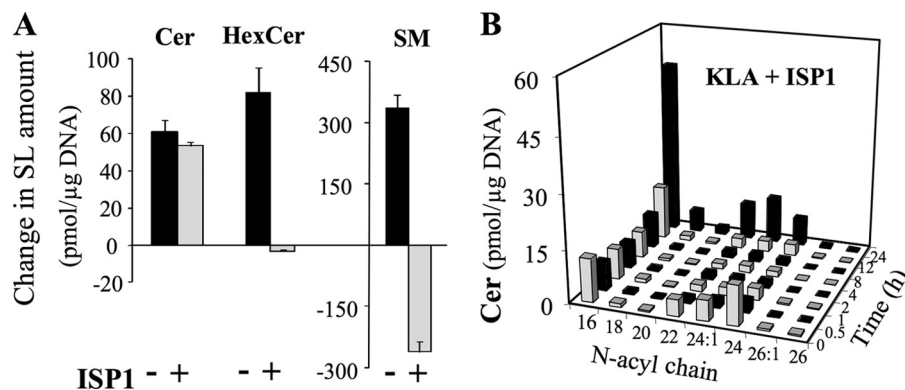 A
Cer
HexCer
SM
Change in SL amount
(pmol/µg DNA)
100
80
60
40
20
0
-20
450
300
150
-150
-300
ISP1 - + - + - +
B
KLA + ISP1
Cer (pmol/µg DNA)
60
45
30
15
0
16 18 20 22 24:1 24 26:1 26
N-acyl chain
0
0.5
1
2
4
8
12
24
Time (h)